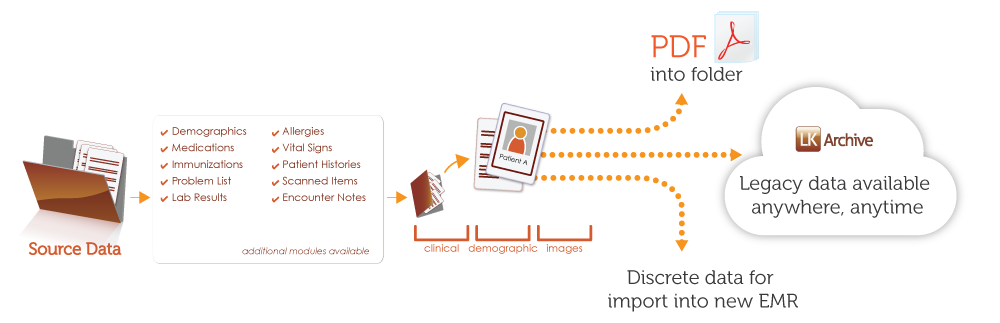 Source Data
Demographics
Medications
Immunizations
Problem List
Lab Results
Allergies
Vital Signs
Patient Histories
Scanned Items
Encounter Notes
additional modules available
Patient A
clinical
demographic
images
PDF
into folder
LK Archive
Legacy data available
anywhere, anytime
Discrete data for
import into new EMR